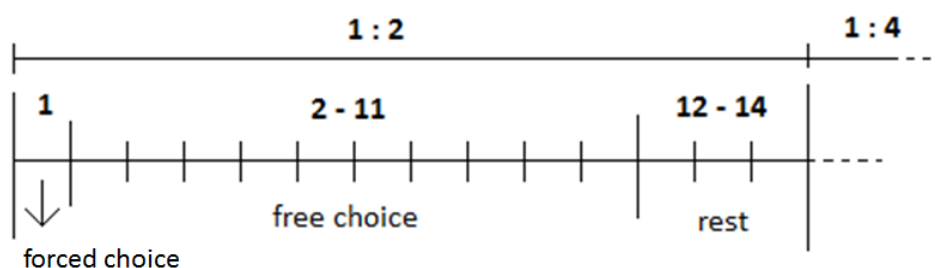 1 : 2
1 : 4
1
2 - 11
12 - 14
free choice
rest
forced choice